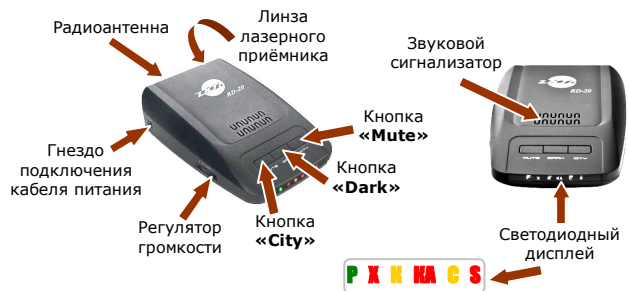 Радиоантенна
Линза
лазерного
приёмника
Звуковой
сигнализатор
RD-20
RD-20
Кнопка
«Mute»
Гнездо
подключения
кабеля питания
Кнопка
«Dark»
MUTE DARK CITY
P X K KA C S
Регулятор
громкости
Кнопка
«City»
Светодиодный
дисплей
P X K KA C S